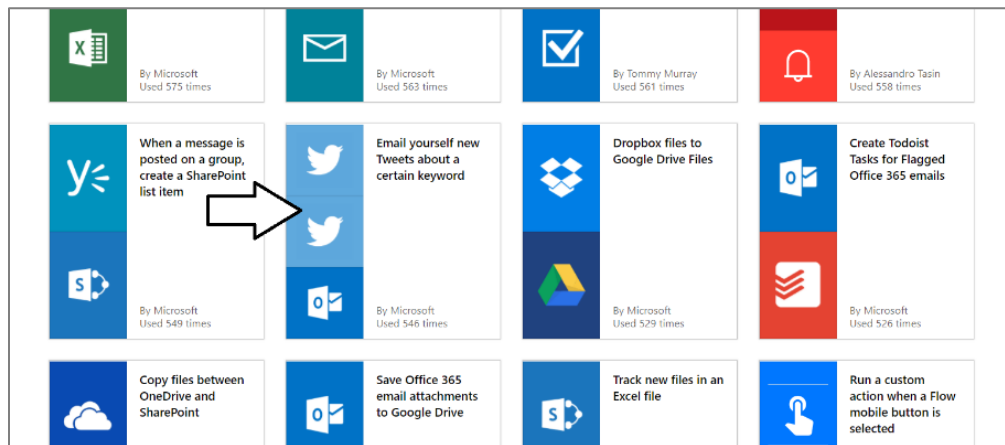 By Microsoft
Used 575 times
By Microsoft
Used 563 times
By Tommy Murray
Used 561 times
By Alessandro Tasin
Used 558 times
When a message is
posted on a group,
create a SharePoint
list item
By Microsoft
Used 549 times
Email yourself new
Tweets about a
certain keyword
By Microsoft
Used 546 times
Dropbox files to
Google Drive Files
By Microsoft
Used 529 times
Create Todoist
Tasks for Flagged
Office 365 emails
By Microsoft
Used 526 times
Copy files between
OneDrive and
SharePoint
Save Office 365
email attachments
to Google Drive
Track new files in an
Excel file
Run a custom
action when a Flow
mobile button is
selected